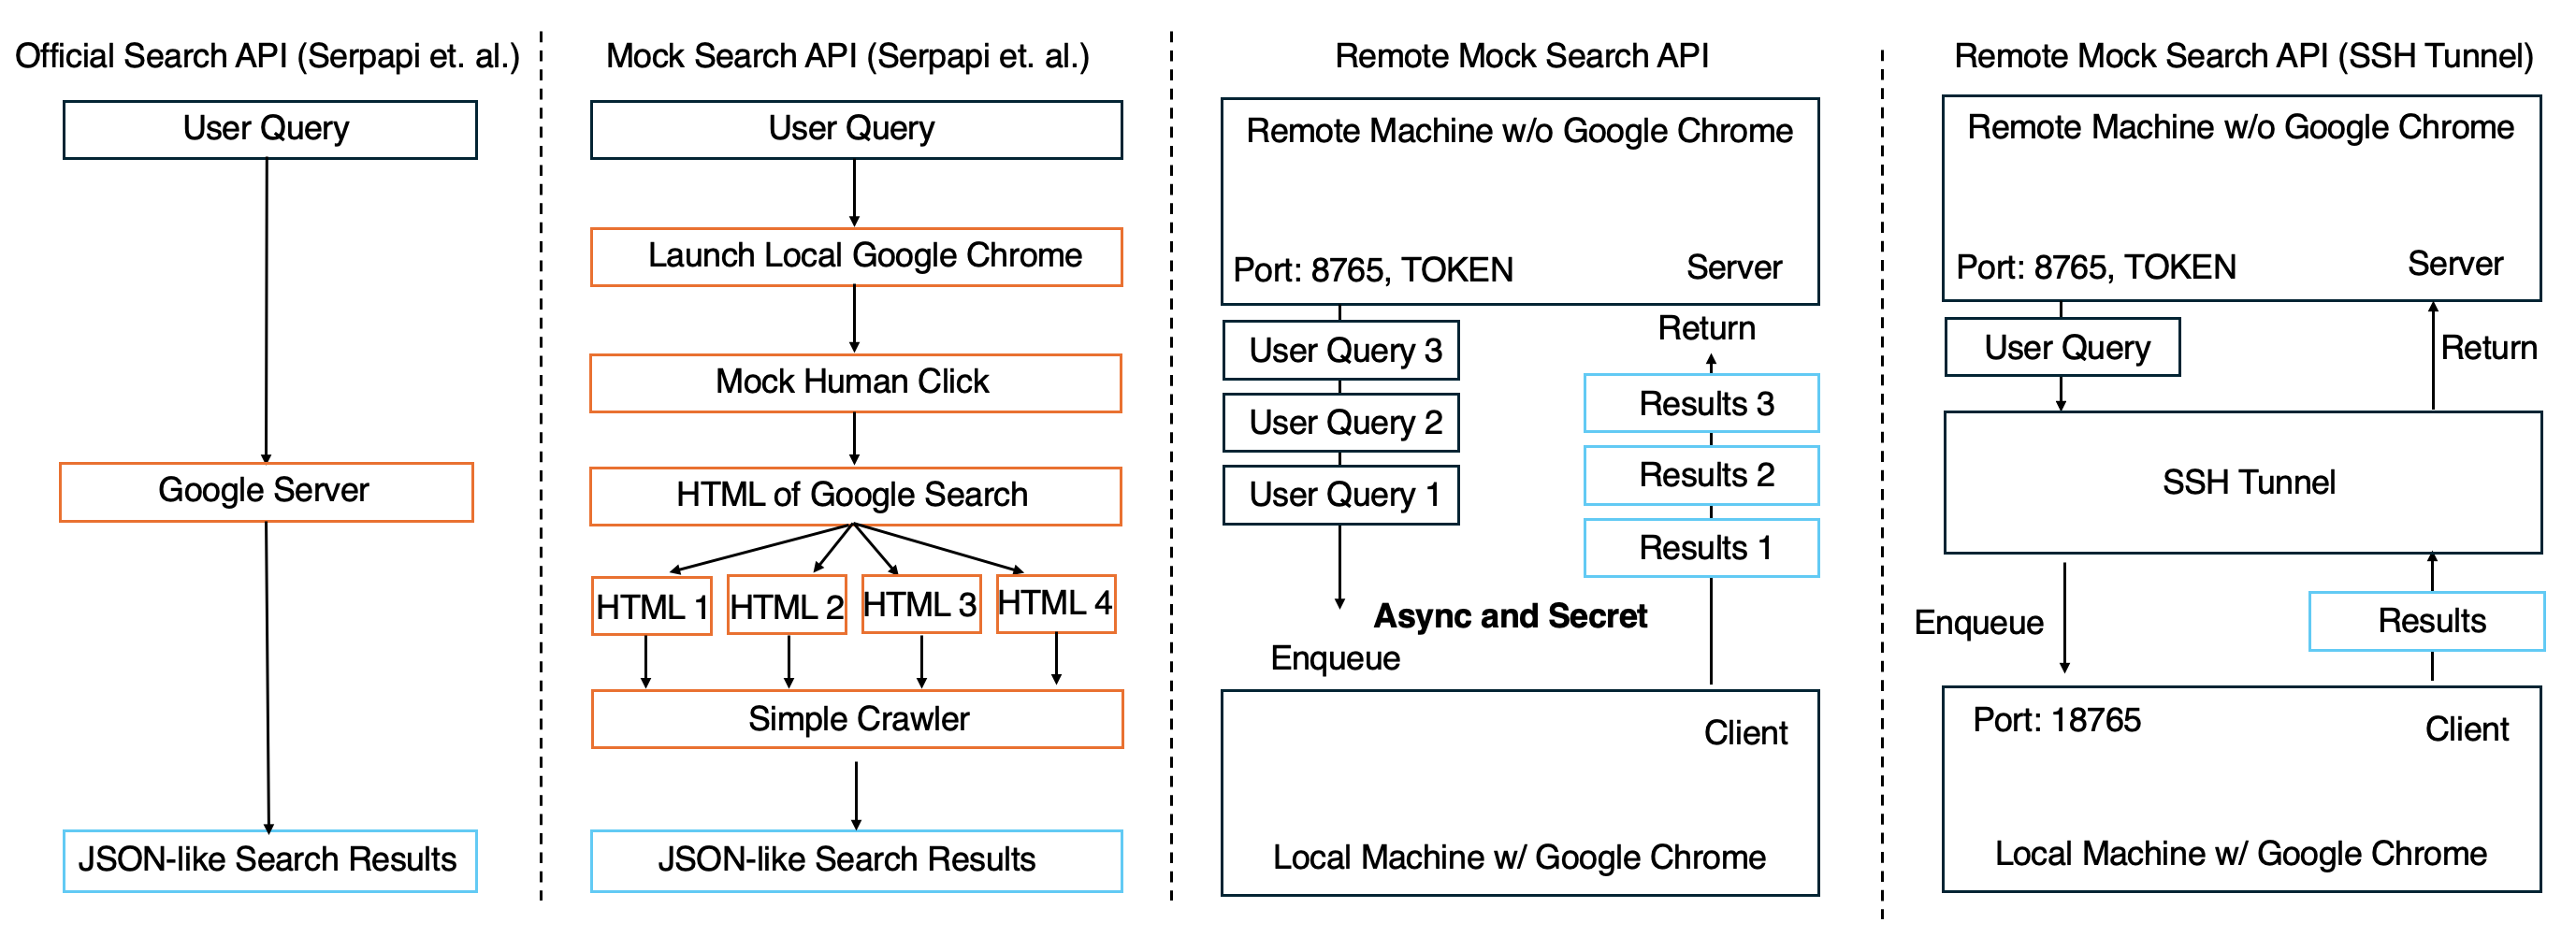 Official Search API (Serpapi et. al.)
User Query
Google Server
JSON-like Search Results
Mock Search API (Serpapi et. al.)
User Query
Launch Local Google Chrome
Mock Human Click
HTML of Google Search
HTML 1
HTML 2
HTML 3
HTML 4
Simple Crawler
JSON-like Search Results
Remote Mock Search API
Remote Machine w/o Google Chrome
Port: 8765, TOKEN
Server
User Query 3
User Query 2
User Query 1
Return
Results 3
Results 2
Results 1
Async and Secret
Enqueue
Client
Local Machine w/ Google Chrome
Remote Mock Search API (SSH Tunnel)
Remote Machine w/o Google Chrome
Port: 8765, TOKEN
Server
User Query
Return
SSH Tunnel
Enqueue
Results
Port: 18765
Client
Local Machine w/ Google Chrome